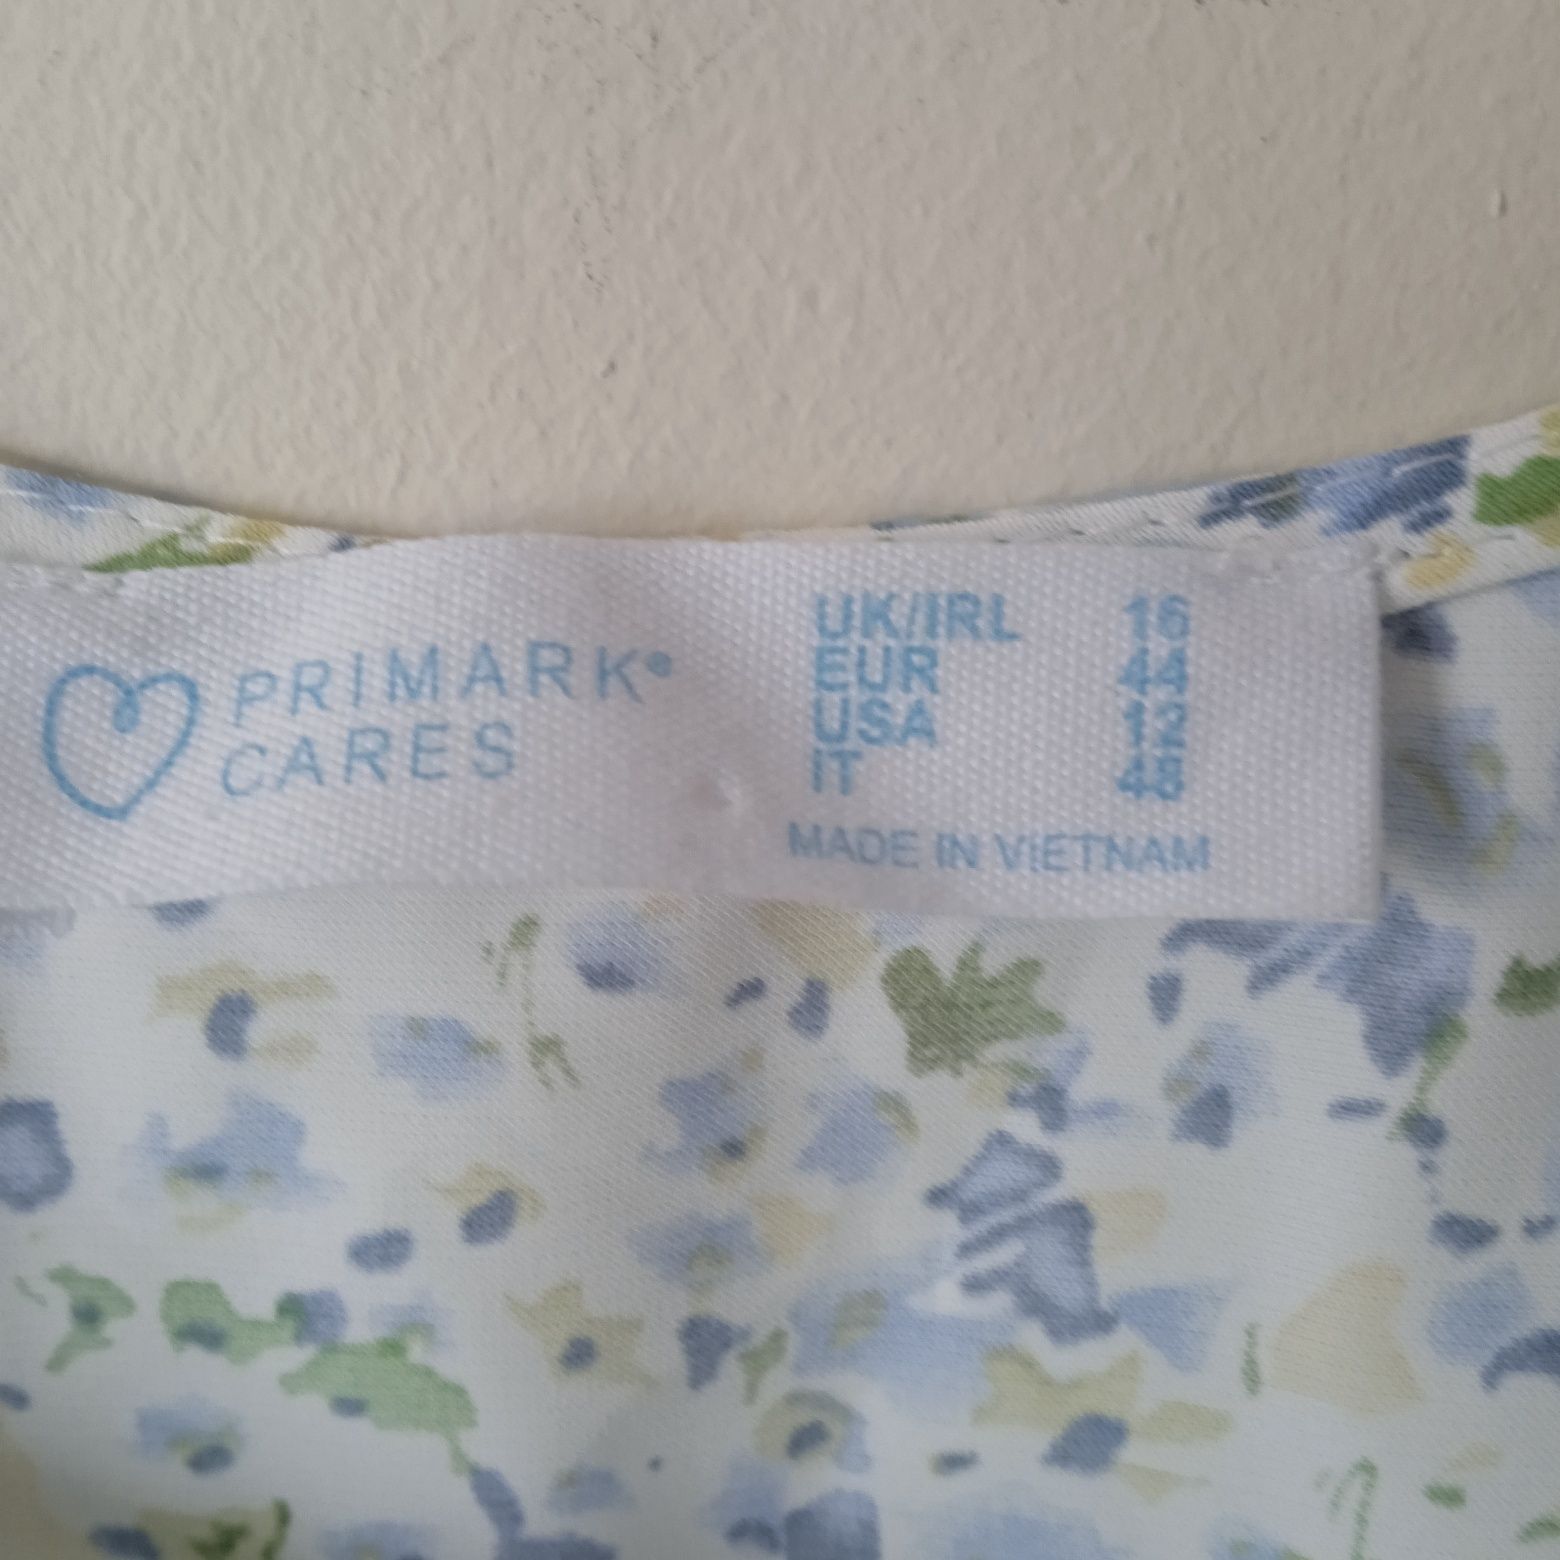 PRIMARK®
CARES
UK/IRL 16
EUR 44
USA 12
IT 48
MADE IN VIETNAM